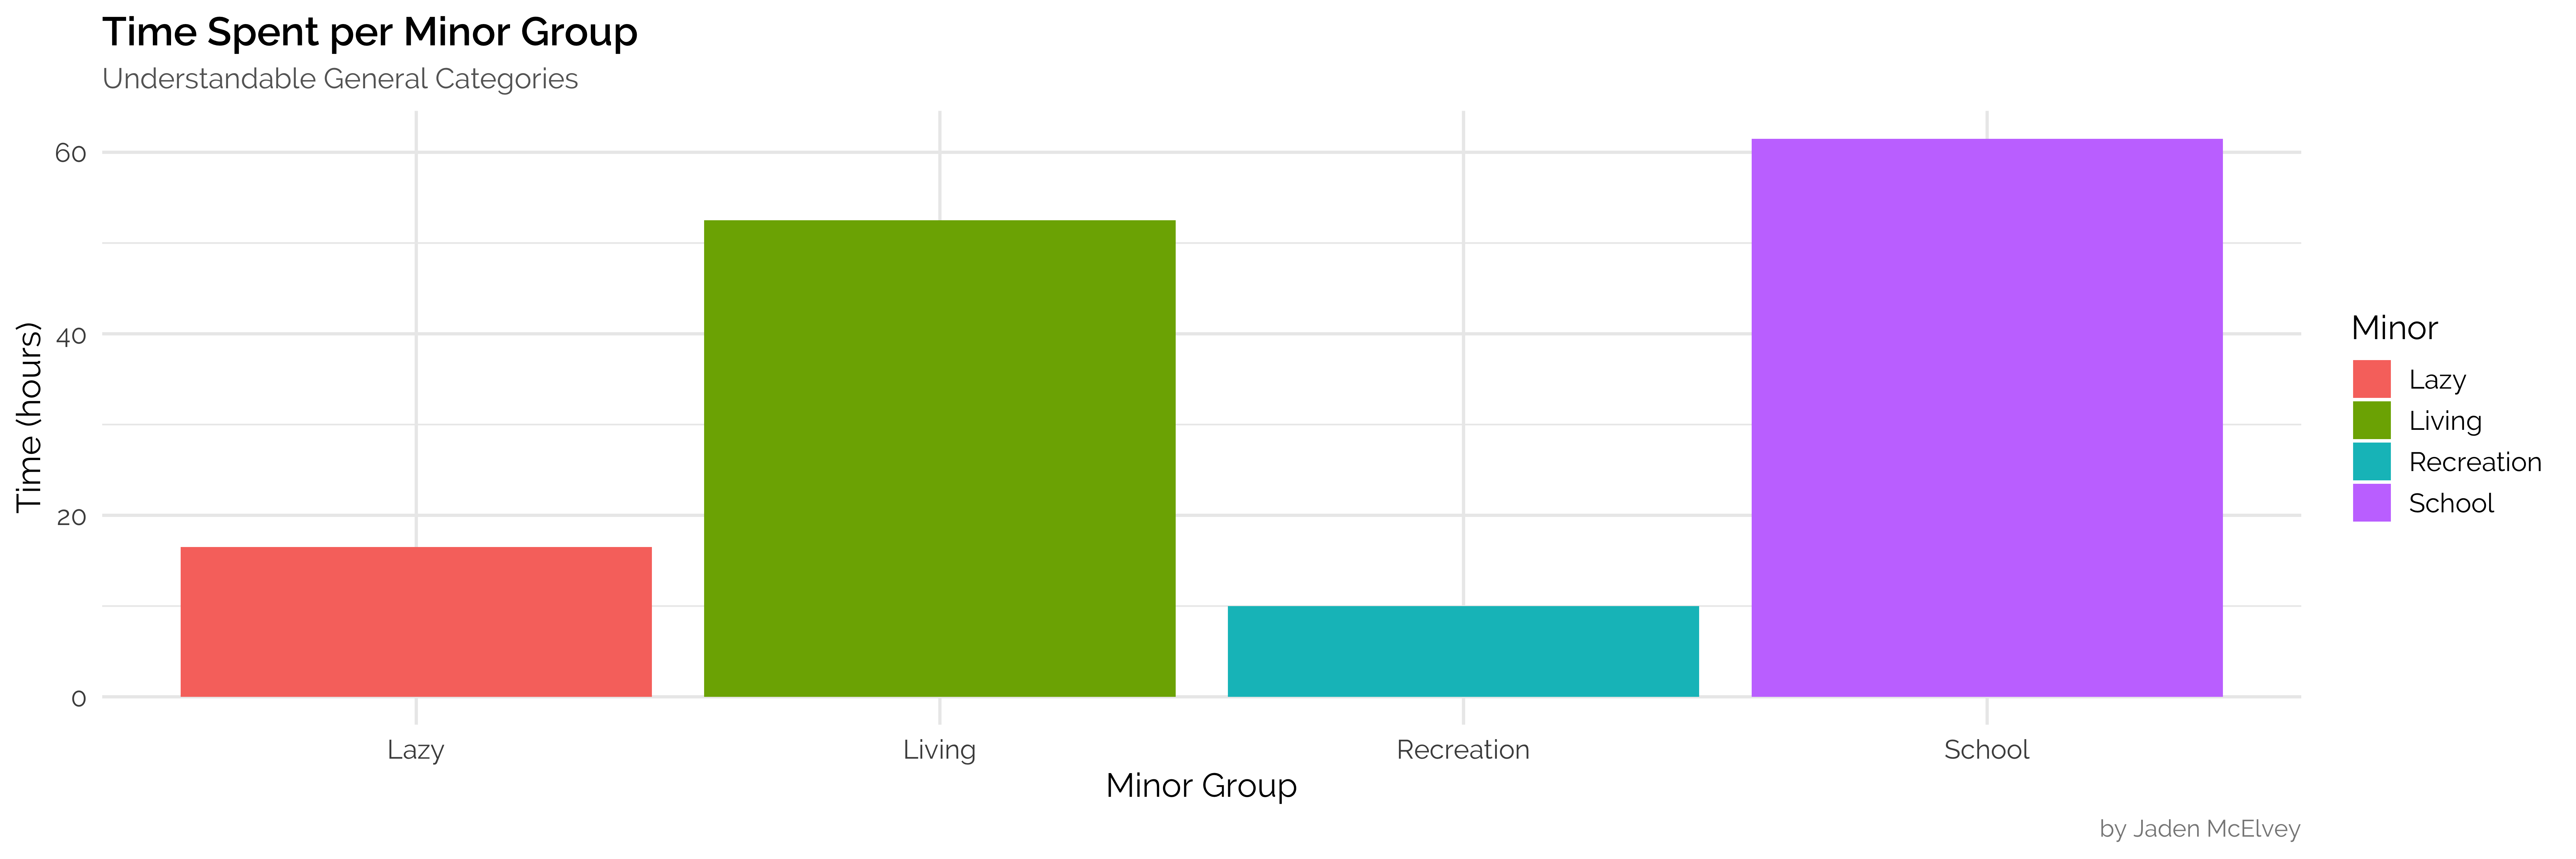 Time Spent per Minor Group
Understandable General Categories
60
40
20
0
Time (hours)
Lazy
Living
Recreation
School
Minor Group
Minor
Lazy
Living
Recreation
School
by Jaden McElvey